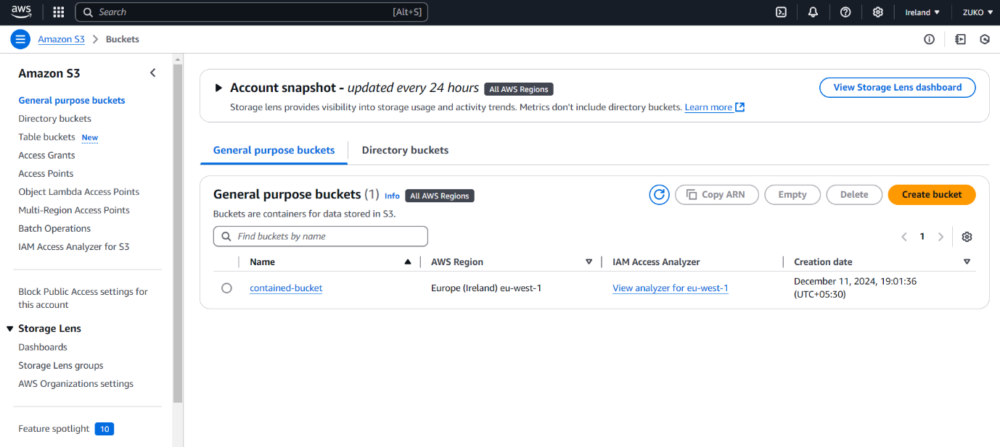 aws
Search [Alt+S]
Ireland ▼ ZUKO ▼
Amazon S3 > Buckets
Amazon S3
General purpose buckets
Directory buckets
Table buckets New
Access Grants
Access Points
Object Lambda Access Points
Multi-Region Access Points
Batch Operations
IAM Access Analyzer for S3
Block Public Access settings for
this account
▼ Storage Lens
Dashboards
Storage Lens groups
AWS Organizations settings
Feature spotlight 10
Account snapshot - updated every 24 hours All AWS Regions
View Storage Lens dashboard
Storage lens provides visibility into storage usage and activity trends. Metrics don't include directory buckets. Learn more
General purpose buckets
Directory buckets
General purpose buckets (1) Info All AWS Regions
Copy ARN
Empty
Delete
Create bucket
Buckets are containers for data stored in S3.
Find buckets by name
< 1 >
Name AWS Region IAM Access Analyzer Creation date
contained-bucket Europe (Ireland) eu-west-1 View analyzer for eu-west-1 December 11, 2024, 19:01:36
(UTC+05:30)